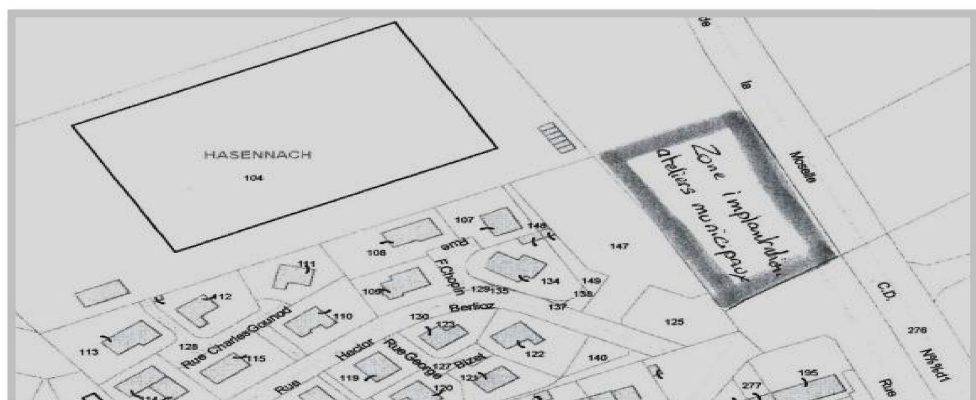 de
la
Moselle
HASENNACH
104
Zone implantation
ateliers municipaux
107
108
148
147
Rue
F.Chopin
111
109
134
149
129
135
138
137
112
110
130
Berlioz
125
C.D.
276
113
128
Rue Charles Gounod
115
123
122
Hector
Rue George
127
Bizet
140
119
121
120
Rue
114
277
195
Rue